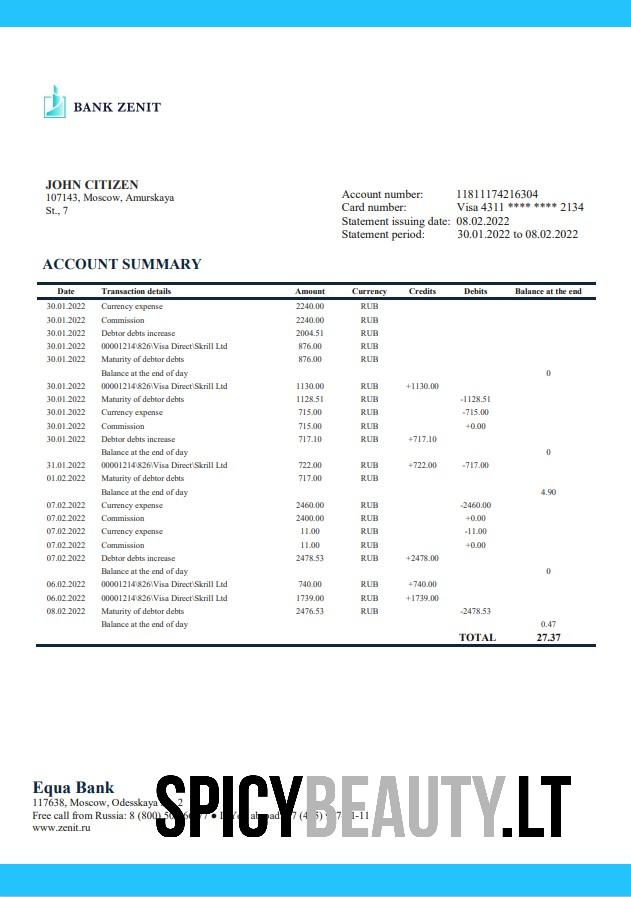 BANK ZENIT
JOHN CITIZEN
107143, Moscow, Amurskaya
St., 7
Account number: 11811174216304
Card number: Visa 4311 **** **** 2134
Statement issuing date: 08.02.2022
Statement period: 30.01.2022 to 08.02.2022
ACCOUNT SUMMARY
Date Transaction details Amount Currency Credits Debits Balance at the end
30.01.2022 Currency expense 2240.00 RUB
30.01.2022 Commission 2240.00 RUB
30.01.2022 Debtor debts increase 2004.51 RUB
30.01.2022 00001214\826\Visa Direct\Skrill Ltd 876.00 RUB
30.01.2022 Maturity of debtor debts 876.00 RUB
Balance at the end of day 0
30.01.2022 00001214\826\Visa Direct\Skrill Ltd 1130.00 RUB +1130.00
30.01.2022 Maturity of debtor debts 1128.51 RUB -1128.51
30.01.2022 Currency expense 715.00 RUB -715.00
30.01.2022 Commission 715.00 RUB +0.00
30.01.2022 Debtor debts increase 717.10 RUB +717.10
Balance at the end of day 0
31.01.2022 00001214\826\Visa Direct\Skrill Ltd 722.00 RUB +722.00 -717.00
01.02.2022 Maturity of debtor debts 717.00 RUB
Balance at the end of day 4.90
07.02.2022 Currency expense 2460.00 RUB -2460.00
07.02.2022 Commission 2400.00 RUB +0.00
07.02.2022 Currency expense 11.00 RUB -11.00
07.02.2022 Commission 11.00 RUB +0.00
07.02.2022 Debtor debts increase 2478.53 RUB +2478.00
Balance at the end of day 0
06.02.2022 00001214\826\Visa Direct\Skrill Ltd 740.00 RUB +740.00
06.02.2022 00001214\826\Visa Direct\Skrill Ltd 1739.00 RUB +1739.00
08.02.2022 Maturity of debtor debts 2476.53 RUB -2478.53
Balance at the end of day 0.47
TOTAL 27.37
Equa Bank
117638, Moscow, Odesskaya 2
Free call from Russia: 8 (800)
www.zenit.ru
SPICYBEAUTY.LT